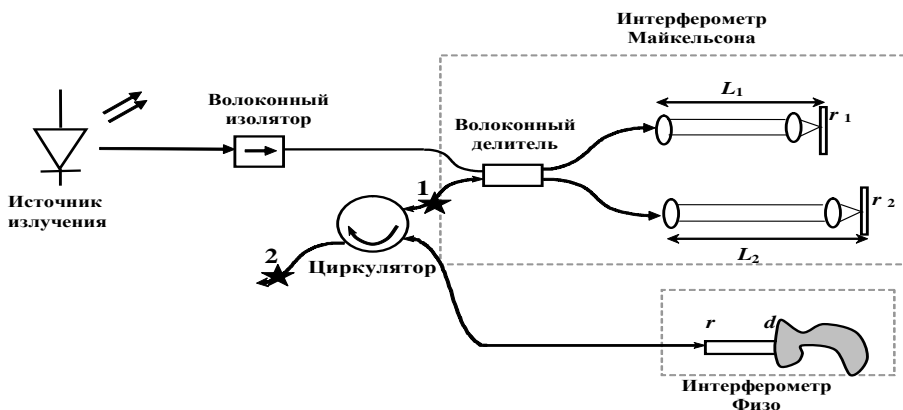 Интерферометр
Майкельсона
Волоконный
изолятор
Волоконный
делитель
L1
r 1
Источник
излучения
1
2
Циркулятор
L2
r 2
r
d
Интерферометр
Физо